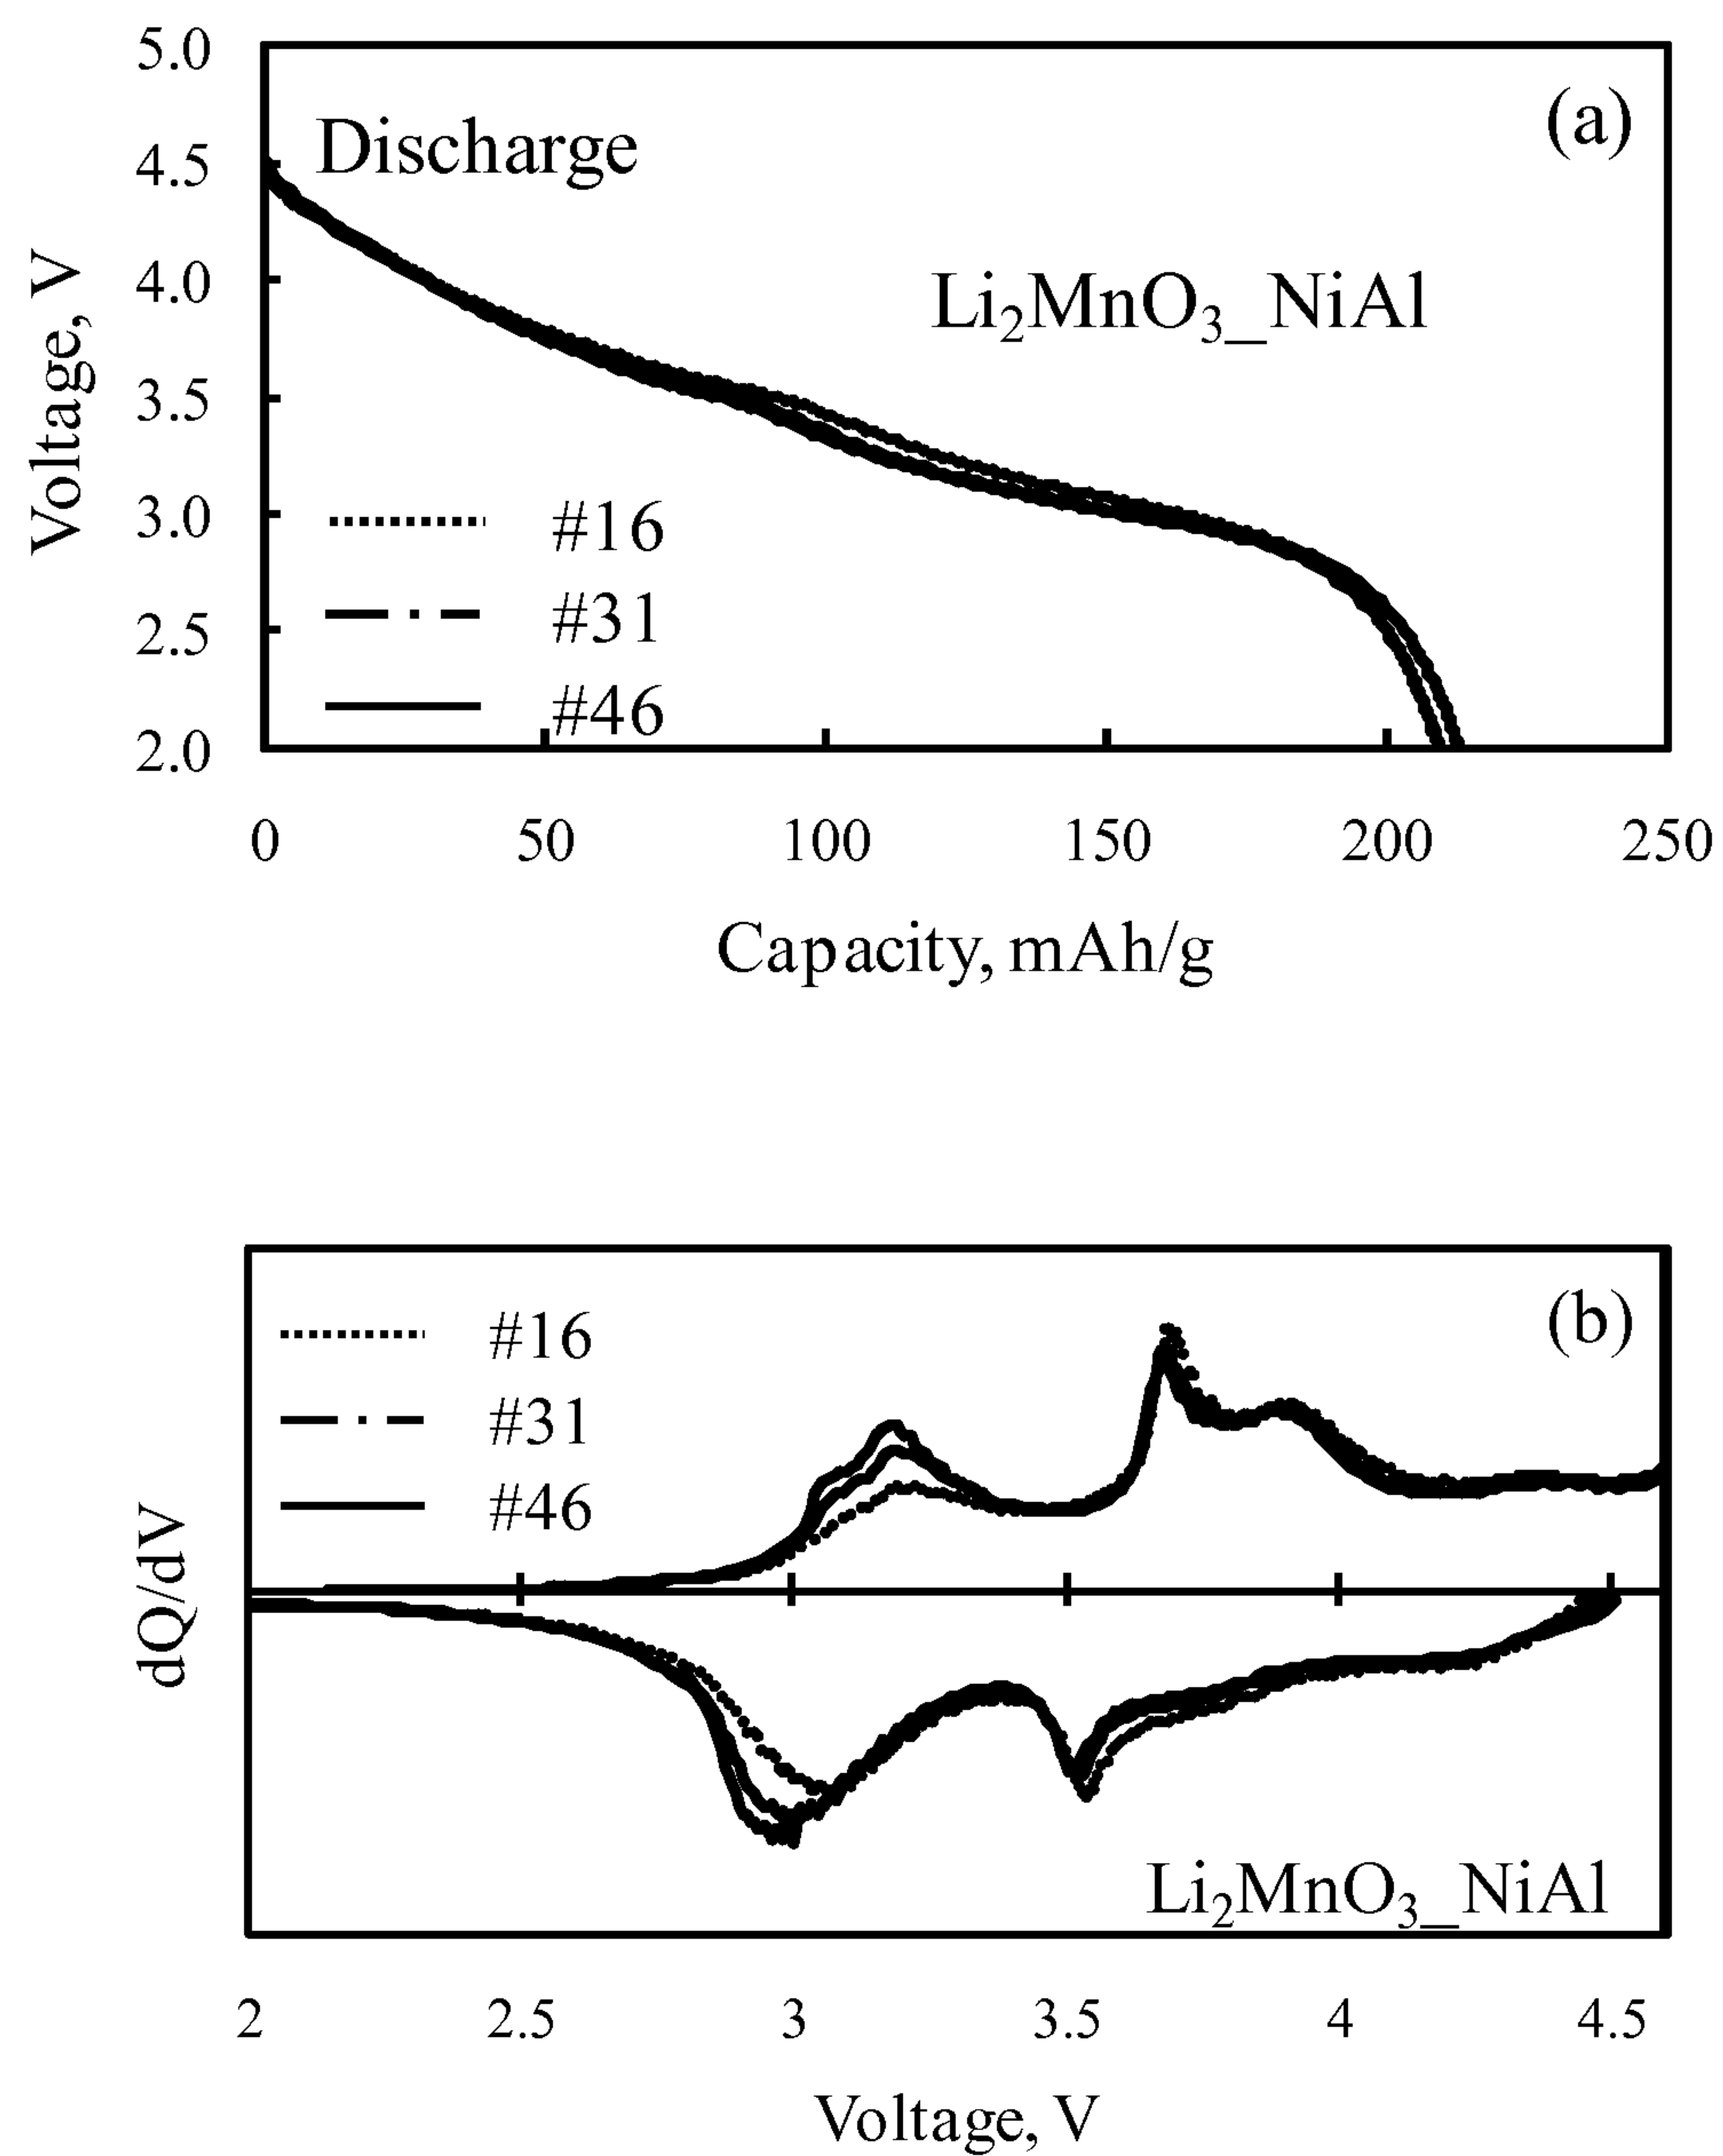 5.0
(a)
Discharge
4.5
4.0
Li₂MnO₃_NiAl
3.5
3.0
#16
#31
2.5
#46
2.0
Voltage, V
0 50 100 150 200 250
Capacity, mAh/g
(b)
#16
#31
#46
dQ/dV
Li₂MnO₃_NiAl
2 2.5 3 3.5 4 4.5
Voltage, V